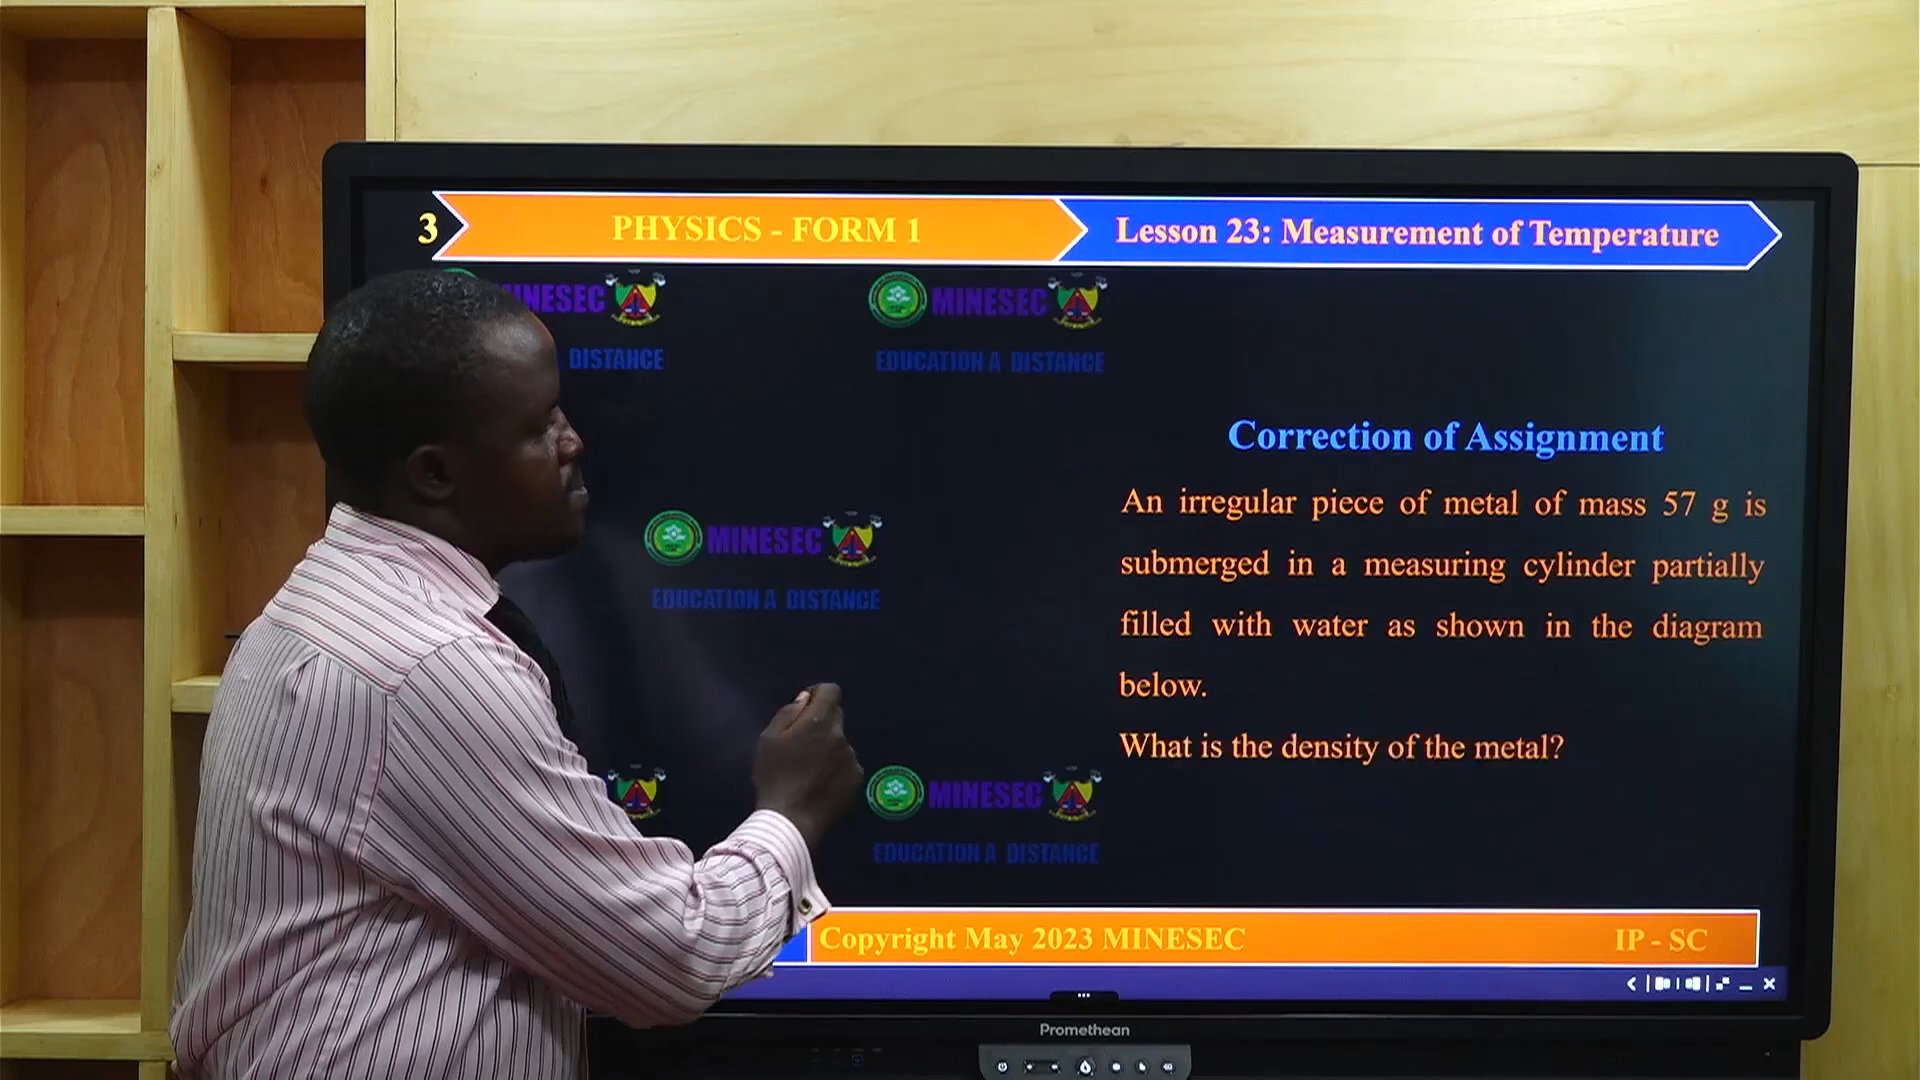 3 PHYSICS - FORM 1 Lesson 23: Measurement of Temperature
MINESEC MINESEC
DISTANCE EDUCATION A DISTANCE
Correction of Assignment
An irregular piece of metal of mass 57 g is
submerged in a measuring cylinder partially
filled with water as shown in the diagram
below.
What is the density of the metal?
MINESEC
EDUCATION A DISTANCE
MINESEC
EDUCATION A DISTANCE
Copyright May 2023 MINESEC IP - SC
Promethean